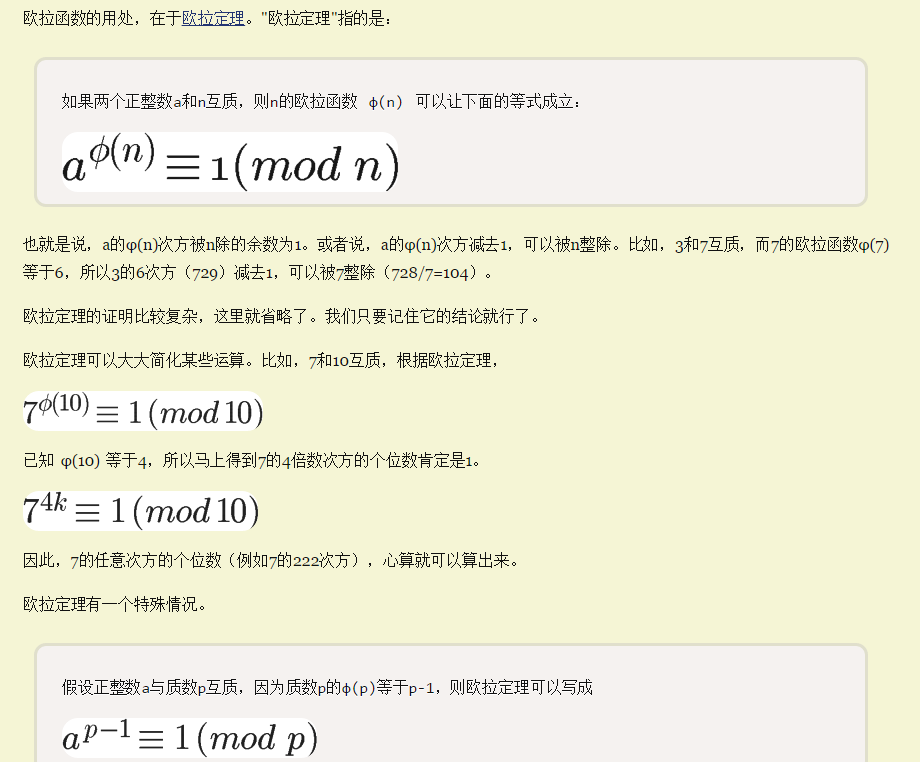 欧拉函数的用处，在于欧拉定理。"欧拉定理"指的是：
如果两个正整数a和n互质，则n的欧拉函数 φ(n) 可以让下面的等式成立：
a^ϕ(n) ≡ 1(mod n)
也就是说，a的φ(n)次方被n除的余数为1。或者说，a的φ(n)次方减去1，可以被n整除。比如，3和7互质，而7的欧拉函数φ(7)
等于6，所以3的6次方（729）减去1，可以被7整除（728/7=104）。
欧拉定理的证明比较复杂，这里就省略了。我们只要记住它的结论就行了。
欧拉定理可以大大简化某些运算。比如，7和10互质，根据欧拉定理，
7^ϕ(10) ≡ 1 (mod 10)
已知 φ(10) 等于4，所以马上得到7的4倍数次方的个位数肯定是1。
7^4k ≡ 1 (mod 10)
因此，7的任意次方的个位数（例如7的222次方），心算就可以算出来。
欧拉定理有一个特殊情况。
假设正整数a与质数p互质，因为质数p的φ(p)等于p-1，则欧拉定理可以写成
a^p−1 ≡ 1 (mod p)